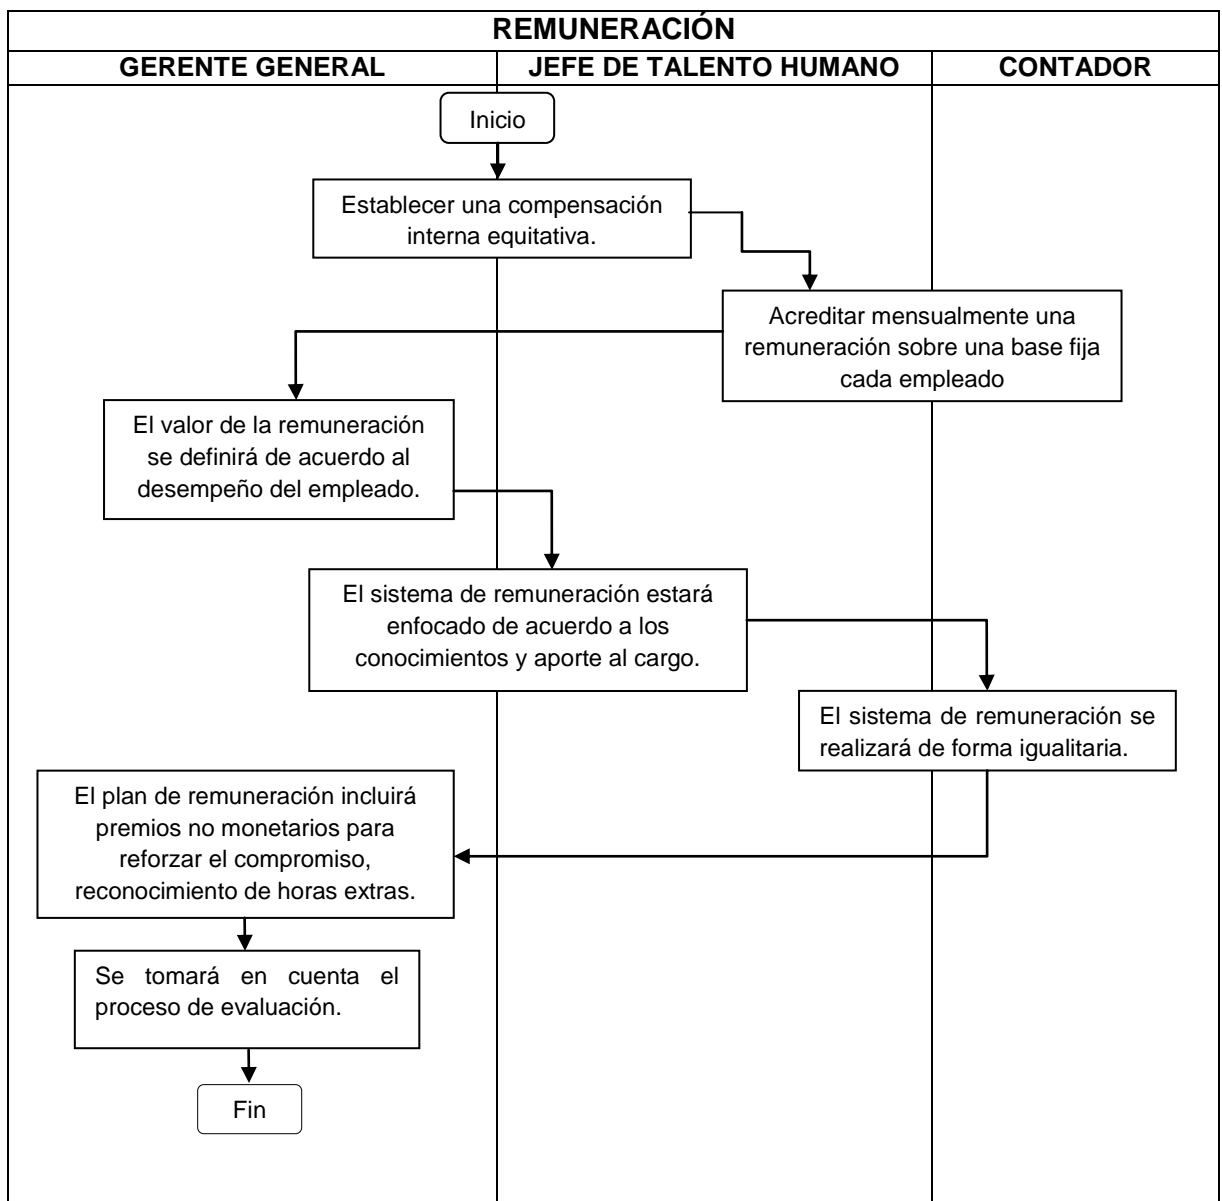 REMUNERACIÓN
GERENTE GENERAL
JEFE DE TALENTO HUMANO
CONTADOR
Inicio
Establecer una compensación
interna equitativa.
Acreditar mensualmente una
remuneración sobre una base fija
cada empleado
El valor de la remuneración
se definirá de acuerdo al
desempeño del empleado.
El sistema de remuneración estará
enfocado de acuerdo a los
conocimientos y aporte al cargo.
El sistema de remuneración se
realizará de forma igualitaria.
El plan de remuneración incluirá
premios no monetarios para
reforzar el compromiso,
reconocimiento de horas extras.
Se tomará en cuenta el
proceso de evaluación.
Fin